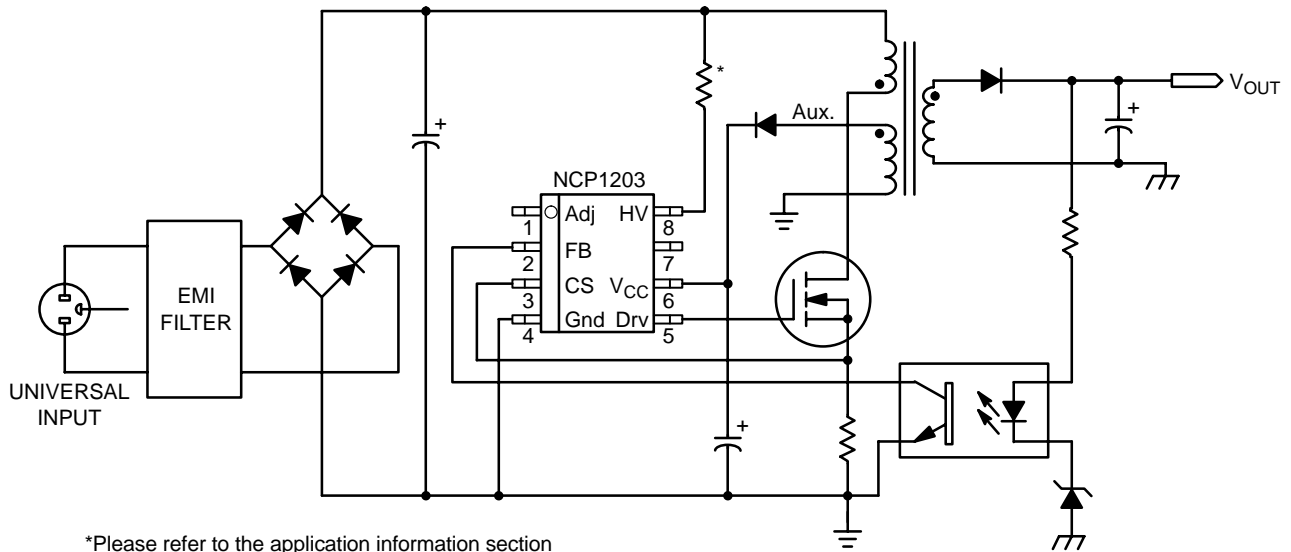 *
+
Aux.
+
V_OUT
NCP1203
Adj HV
1 8
FB
2 7
CS V_CC
3 6
Gnd Drv
4 5
EMI
FILTER
UNIVERSAL
INPUT
+
*Please refer to the application information section